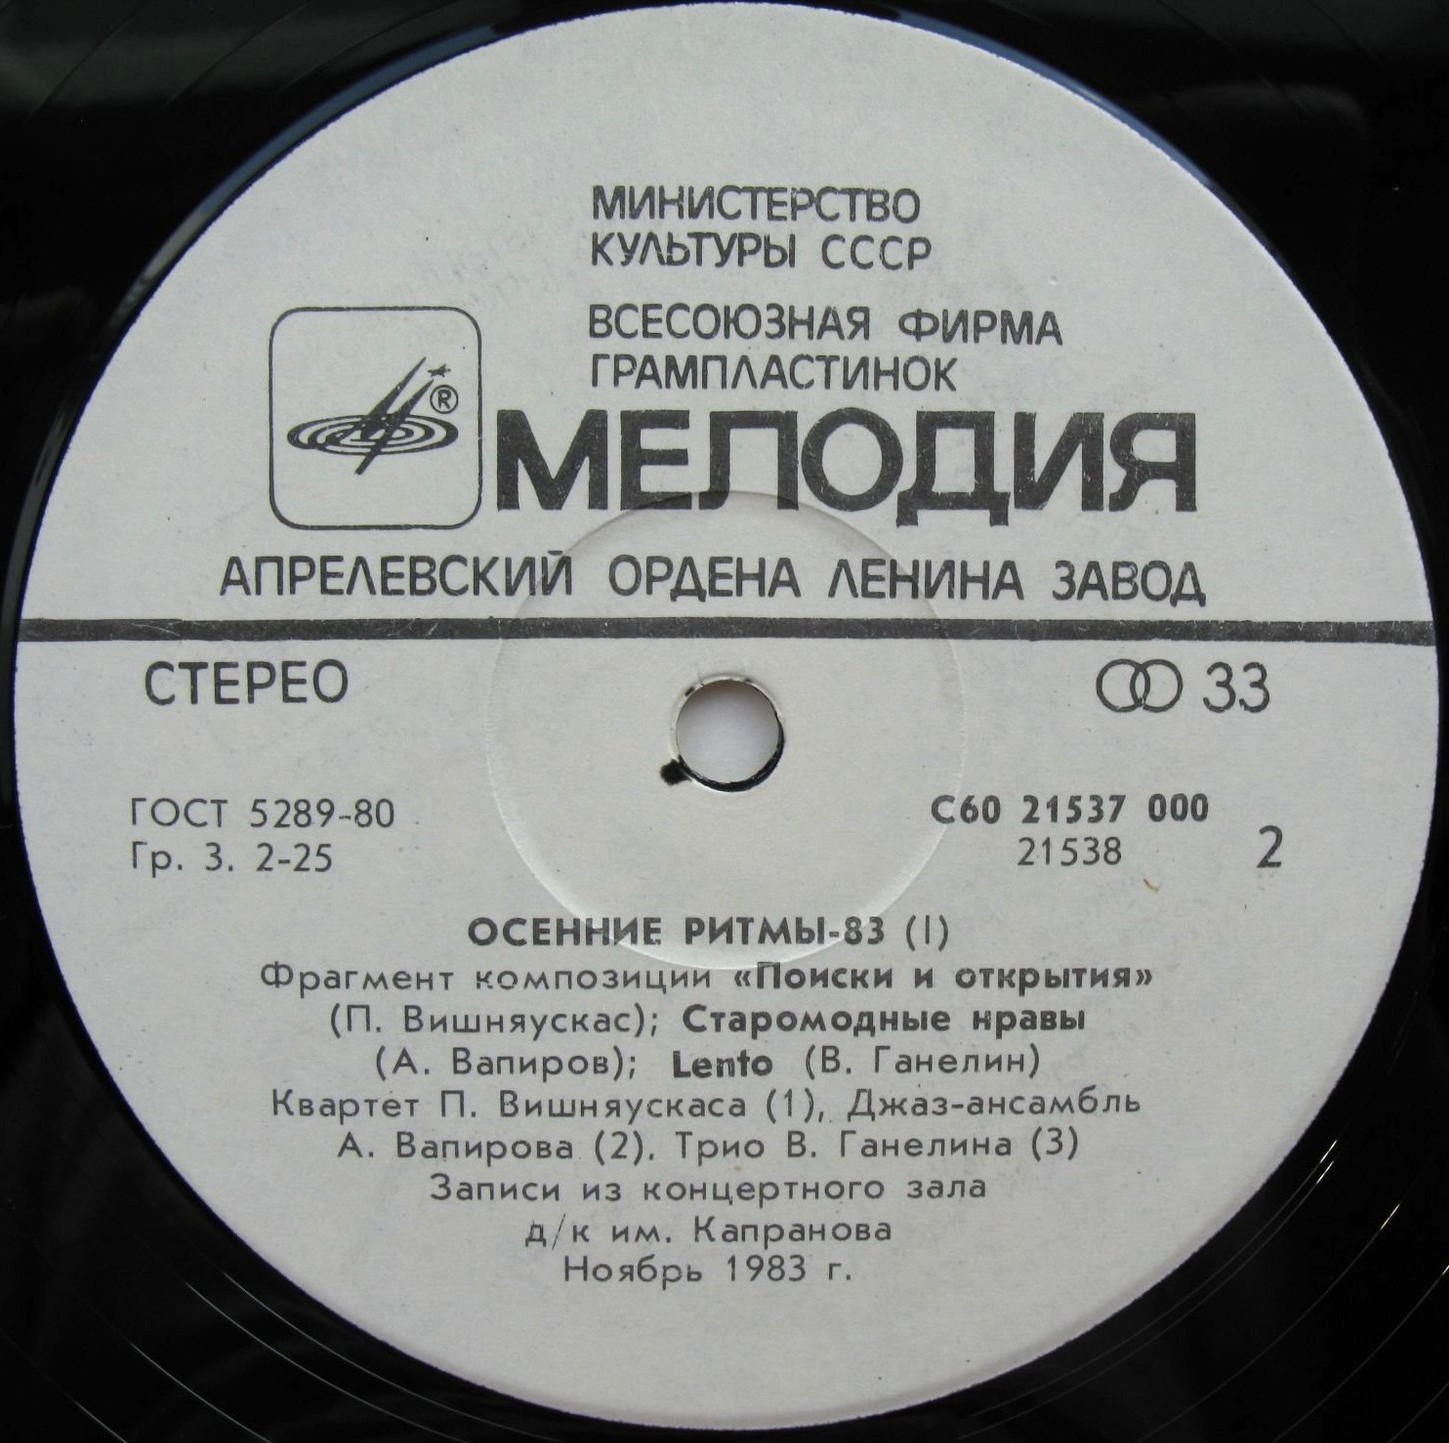 МИНИСТЕРСТВО
КУЛЬТУРЫ СССР
ВСЕСОЮЗНАЯ ФИРМА
ГРАМПЛАСТИНОК
®
МЕЛОДИЯ
АПРЕЛЕВСКИЙ ОРДЕНА ЛЕНИНА ЗАВОД
СТЕРЕО
33
ГОСТ 5289-80
Гр. 3. 2-25
С60 21537 000
21538
2
ОСЕННИЕ РИТМЫ-83 (I)
Фрагмент композиции «Поиски и открытия»
(П. Вишняускас); Старомодные нравы
(А. Вапиров); Lento (В. Ганелин)
Квартет П. Вишняускаса (1), Джаз-ансамбль
А. Вапирова (2), Трио В. Ганелина (3)
Записи из концертного зала
д/к им. Капранова
Ноябрь 1983 г.